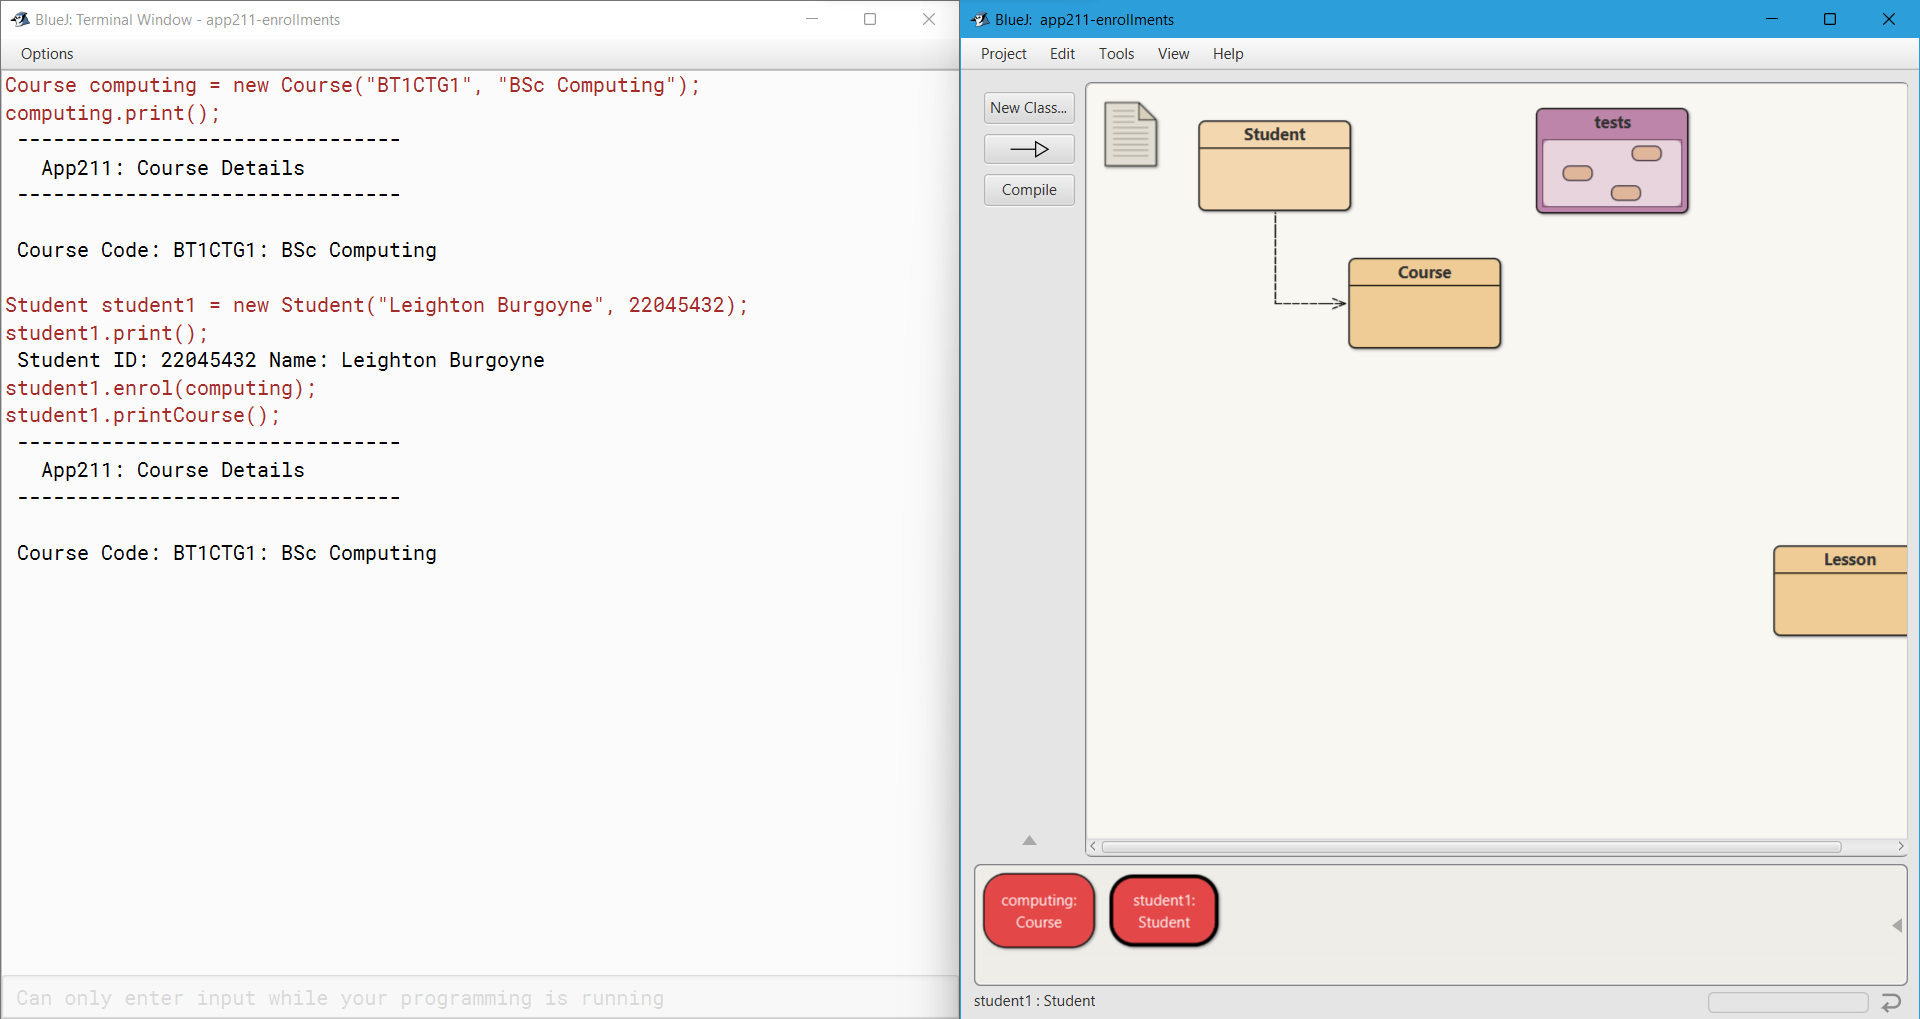 BlueJ: Terminal Window - app211-enrollments
Options
Course computing = new Course("BT1CTG1", "BSc Computing");
computing.print();
--------------------------------
App211: Course Details
--------------------------------
Course Code: BT1CTG1: BSc Computing
Student student1 = new Student("Leighton Burgoyne", 22045432);
student1.print();
Student ID: 22045432 Name: Leighton Burgoyne
student1.enrol(computing);
student1.printCourse();
--------------------------------
App211: Course Details
--------------------------------
Course Code: BT1CTG1: BSc Computing
Can only enter input while your programming is running
BlueJ: app211-enrollments
Project Edit Tools View Help
New Class...
Compile
Student
tests
Course
Lesson
computing:
Course
student1:
Student
student1 : Student